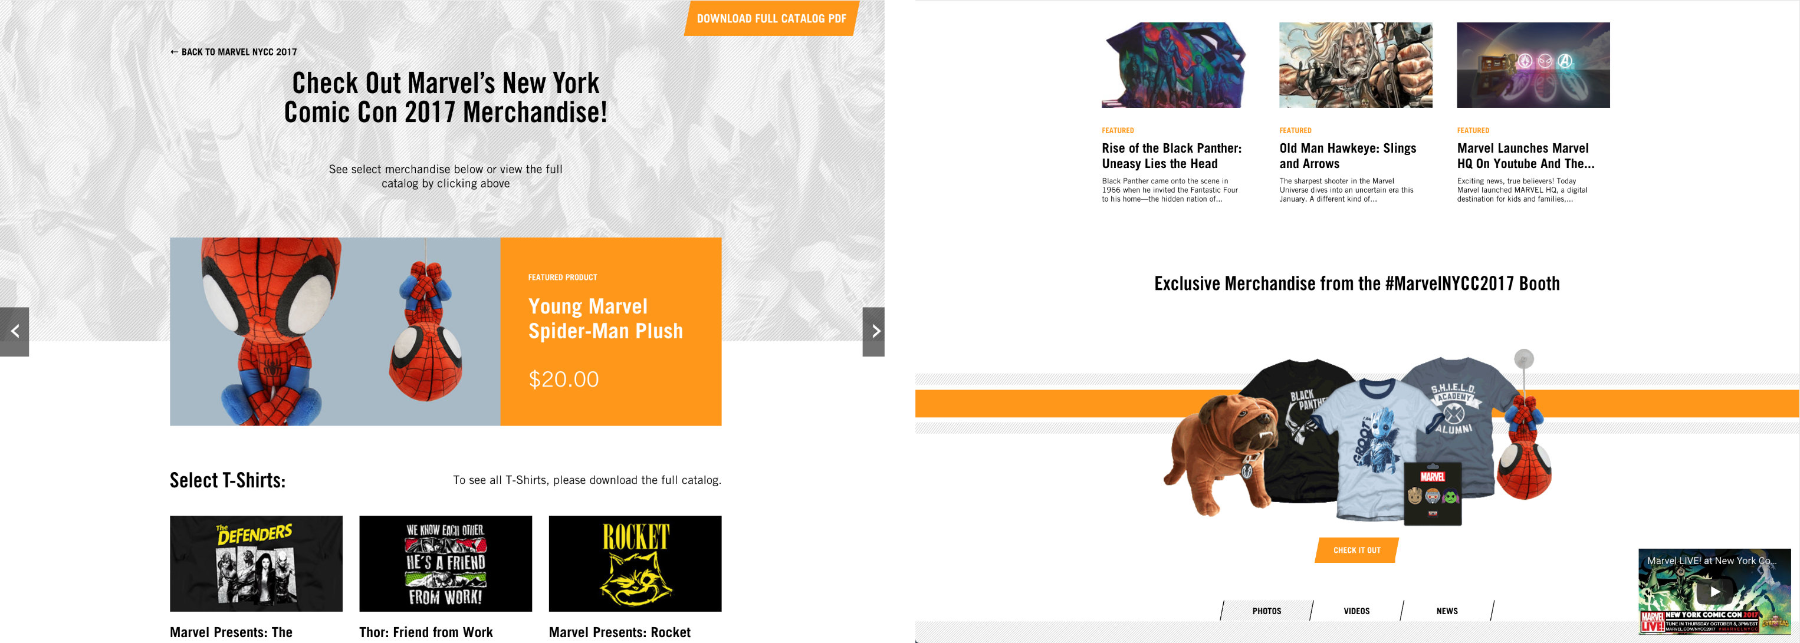 DOWNLOAD FULL CATALOG PDF
← BACK TO MARVEL NYCC 2017
Check Out Marvel's New York
Comic Con 2017 Merchandise!
See select merchandise below or view the full
catalog by clicking above
FEATURED PRODUCT
Young Marvel
Spider-Man Plush
$20.00
Select T-Shirts:
To see all T-Shirts, please download the full catalog.
The
DEFENDERS
WE KNOW EACH OTHER.
HE'S A FRIEND
FROM WORK!
ROCKET
Marvel Presents: The
Thor: Friend from Work
Marvel Presents: Rocket
FEATURED
Rise of the Black Panther:
Uneasy Lies the Head
Black Panther came onto the scene in
1966 when he invited the Fantastic Four
to his home—the hidden nation of...
FEATURED
Old Man Hawkeye: Slings
and Arrows
The sharpest shooter in the Marvel
Universe dives into an uncertain era this
January. A different kind of...
FEATURED
Marvel Launches Marvel
HQ On Youtube And The...
Exciting news, true believers! Today
Marvel launched MARVEL HQ, a digital
destination for kids and families,...
Exclusive Merchandise from the #MarvelNYCC2017 Booth
BLACK
PANTHER
GROOT
S.H.I.E.L.D.
ACADEMY
ALUMNI
MARVEL
CHECK IT OUT
PHOTOS
VIDEOS
NEWS
Marvel LIVE! at New York Co...
MARVEL
LIVE!
NEW YORK COMIC CON 2017
TUNE IN THURSDAY OCTOBER 5, 5PM EST